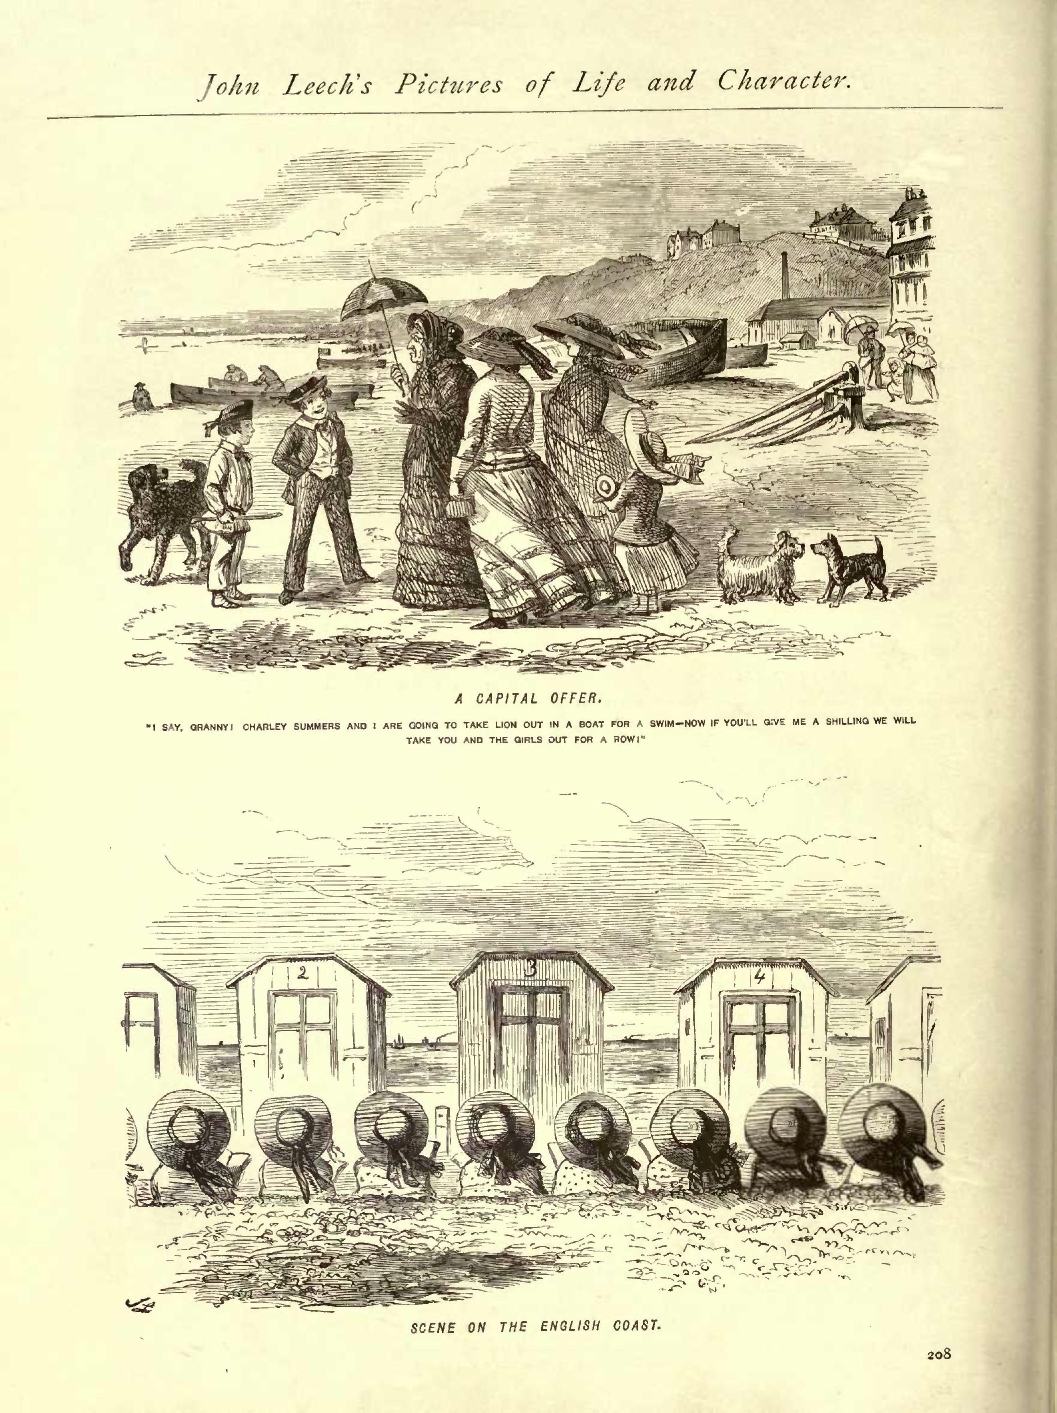 John Leech's Pictures of Life and Character.
A CAPITAL OFFER.
"I SAY, GRANNY! CHARLEY SUMMERS AND I ARE GOING TO TAKE LION OUT IN A BOAT FOR A SWIM—NOW IF YOU'LL GIVE ME A SHILLING WE WILL
TAKE YOU AND THE GIRLS OUT FOR A ROW!"
2
3
4
SCENE ON THE ENGLISH COAST.
208